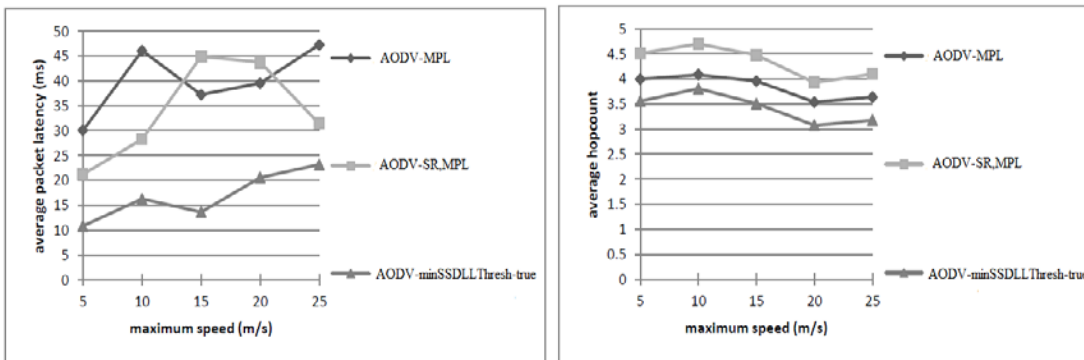 average packet latency (ms)
50
45
40
35
30
25
20
15
10
5
0
5 10 15 20 25
maximum speed (m/s)
AODV-MPL
AODV-SR,MPL
AODV-minSSDLLThresh-true
average hopcount
5
4.5
4
3.5
3
2.5
2
1.5
1
0.5
0
5 10 15 20 25
maximum speed (m/s)
AODV-MPL
AODV-SR,MPL
AODV-minSSDLLThresh-true